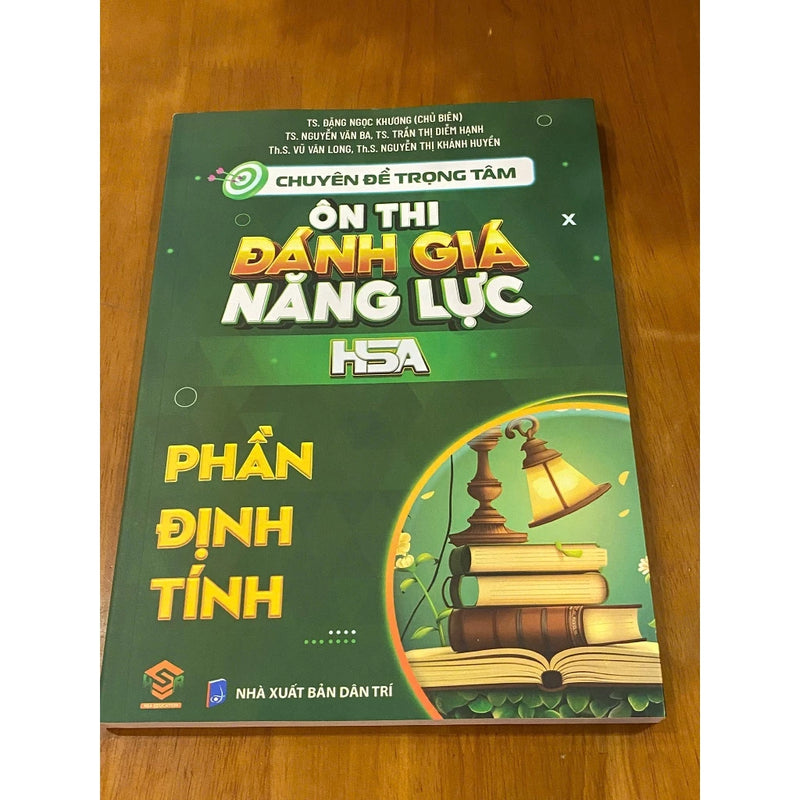 TS. ĐẶNG NGỌC KHƯƠNG (CHỦ BIÊN)
TS. NGUYỄN VĂN BA, TS. TRẦN THỊ DIỄM HẠNH
Th.S. VŨ VĂN LONG, Th.S. NGUYỄN THỊ KHÁNH HUYỀN
CHUYÊN ĐỀ TRỌNG TÂM
ÔN THI
ĐÁNH GIÁ
NĂNG LỰC
HSA
PHẦN
ĐỊNH
TÍNH
NHÀ XUẤT BẢN DÂN TRÍ